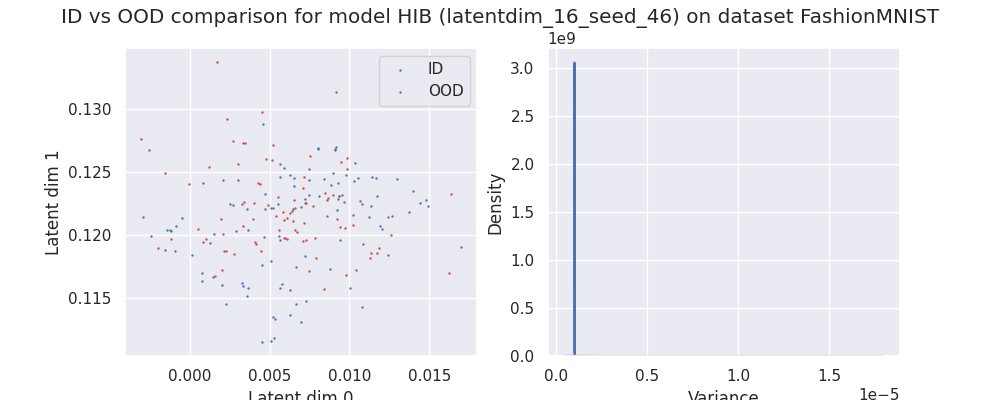 ID vs OOD comparison for model HIB (latentdim_16_seed_46) on dataset FashionMNIST
ID
OOD
0.130
0.125
0.120
0.115
Latent dim 1
0.000
0.005
0.010
0.015
Latent dim 0
1e9
3.0
2.5
2.0
1.5
1.0
0.5
0.0
Density
0.0
0.5
1.0
1.5
1e−5
Variance